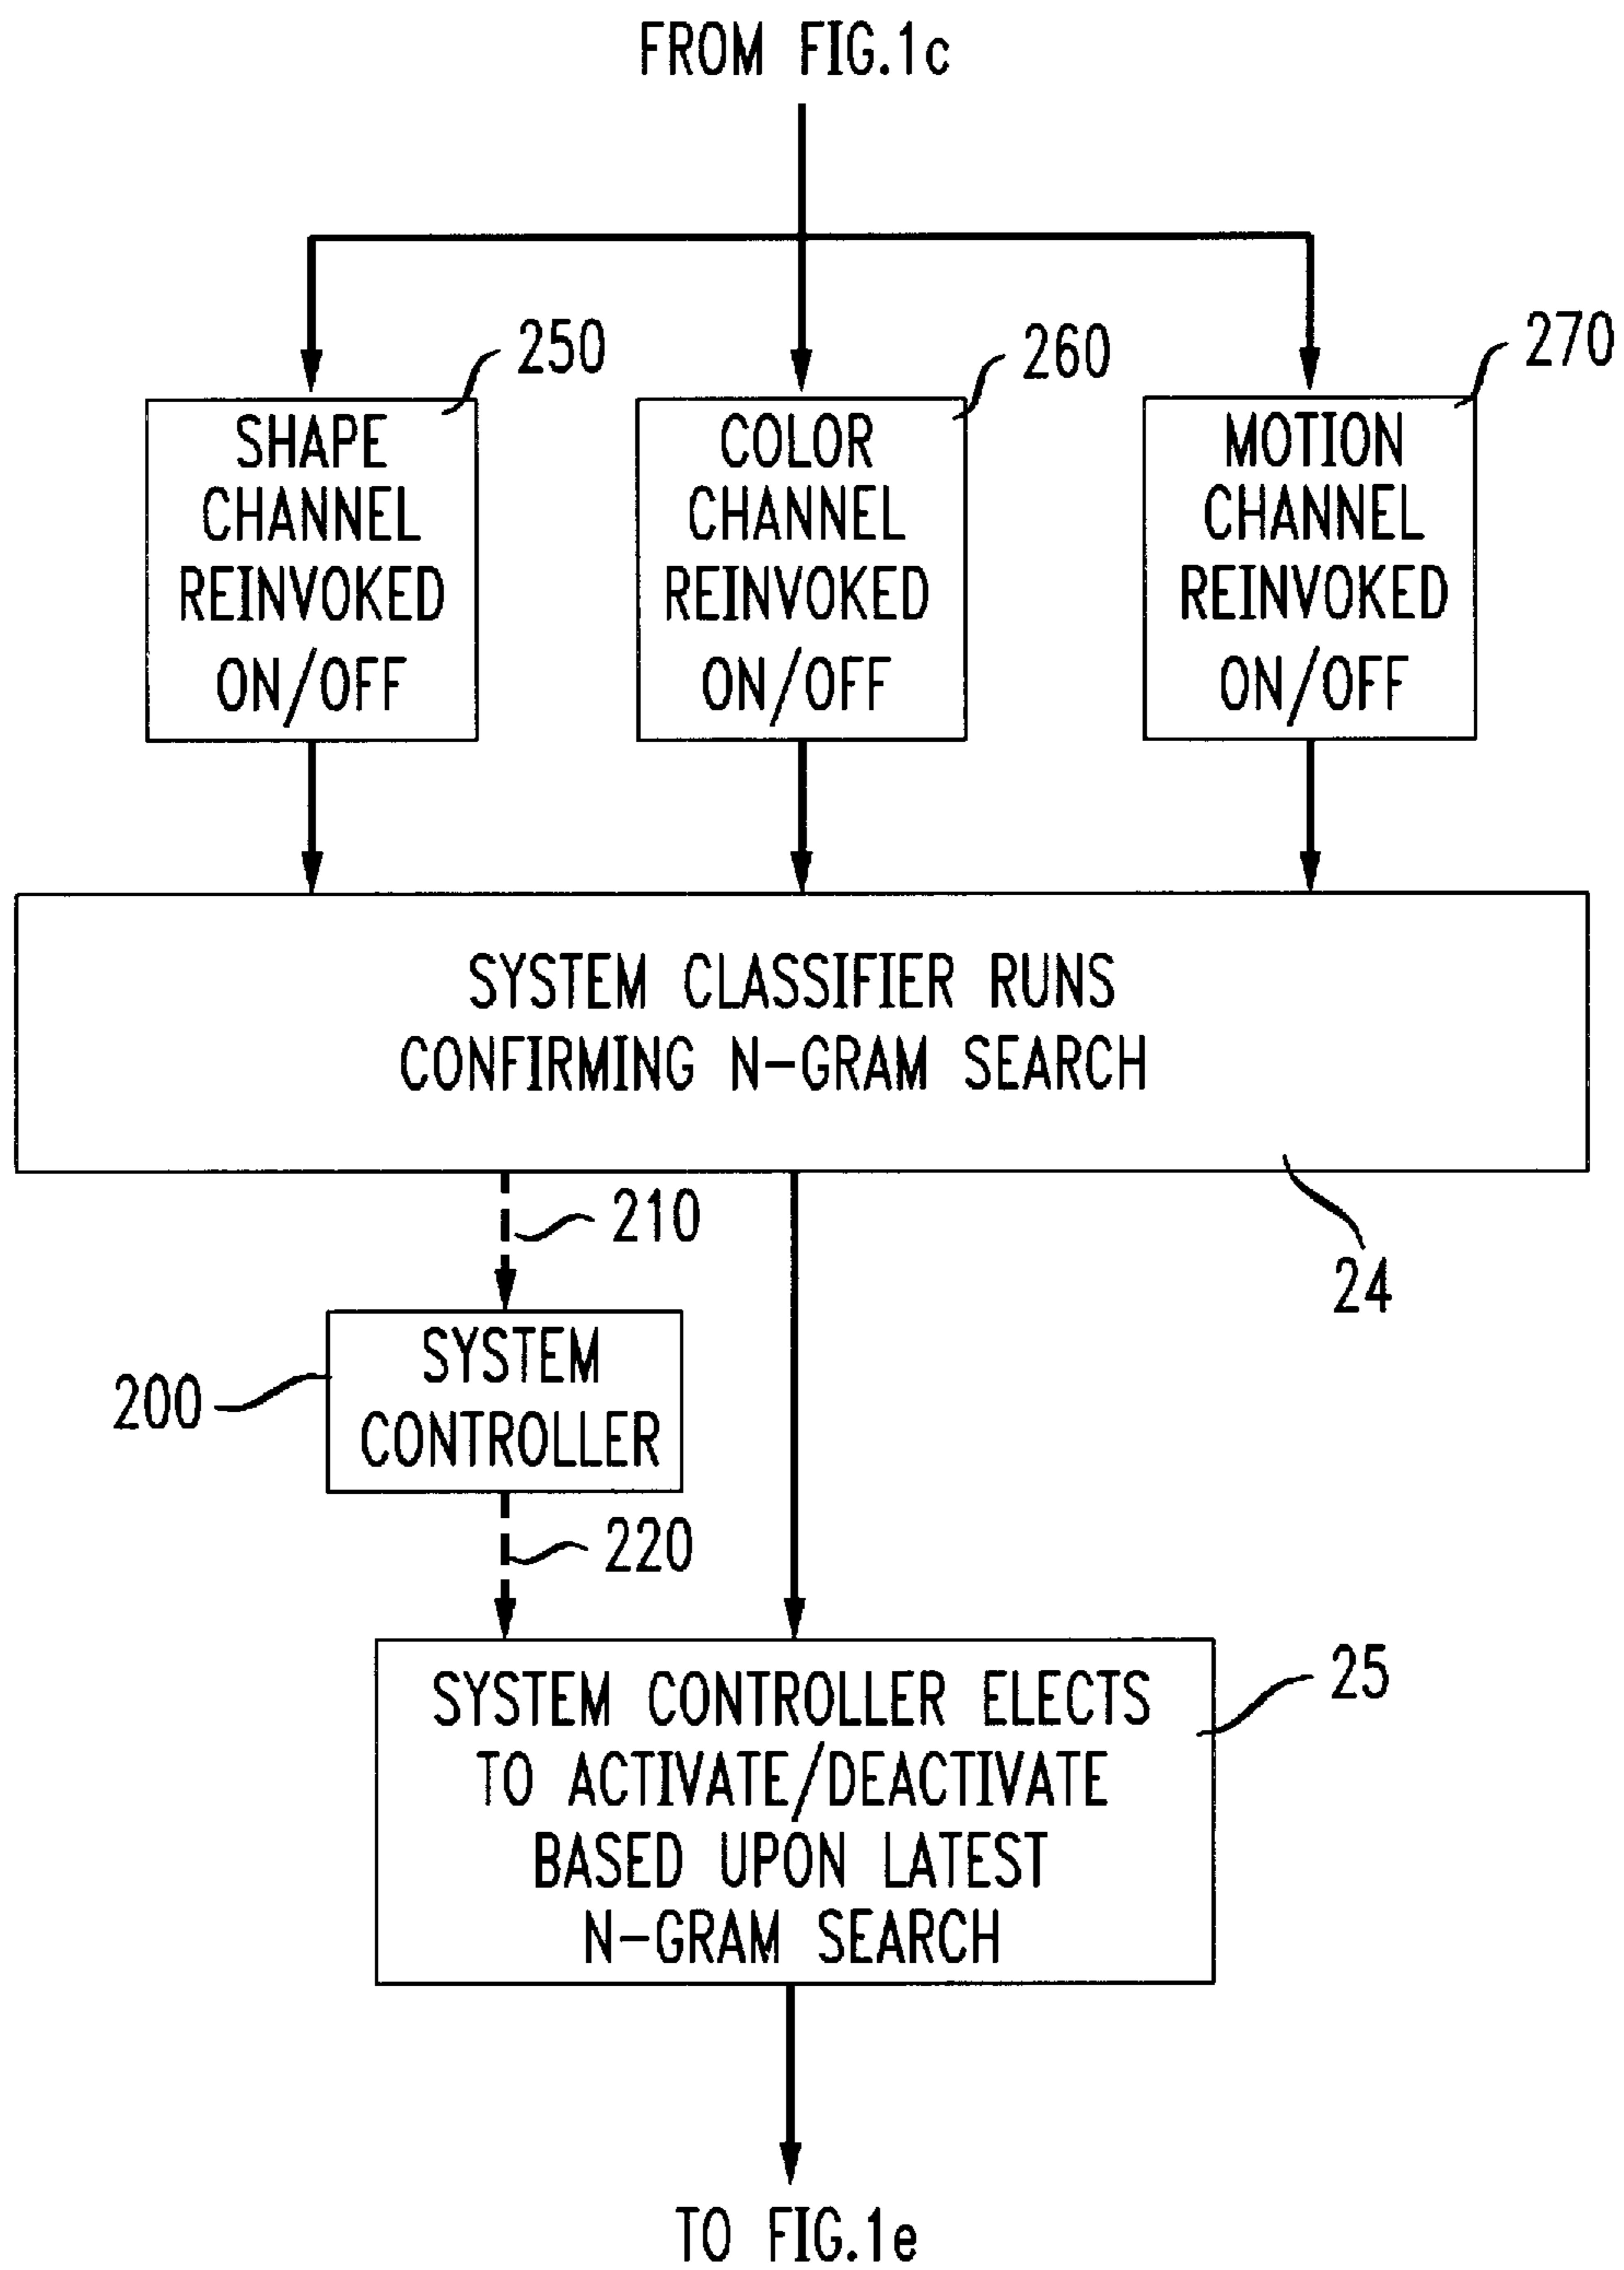 FROM FIG.1c
250
260
270
SHAPE
CHANNEL
REINVOKED
ON/OFF
COLOR
CHANNEL
REINVOKED
ON/OFF
MOTION
CHANNEL
REINVOKED
ON/OFF
SYSTEM CLASSIFIER RUNS
CONFIRMING N-GRAM SEARCH
210
24
SYSTEM
CONTROLLER
200
220
SYSTEM CONTROLLER ELECTS
TO ACTIVATE/DEACTIVATE
BASED UPON LATEST
N-GRAM SEARCH
25
TO FIG.1e